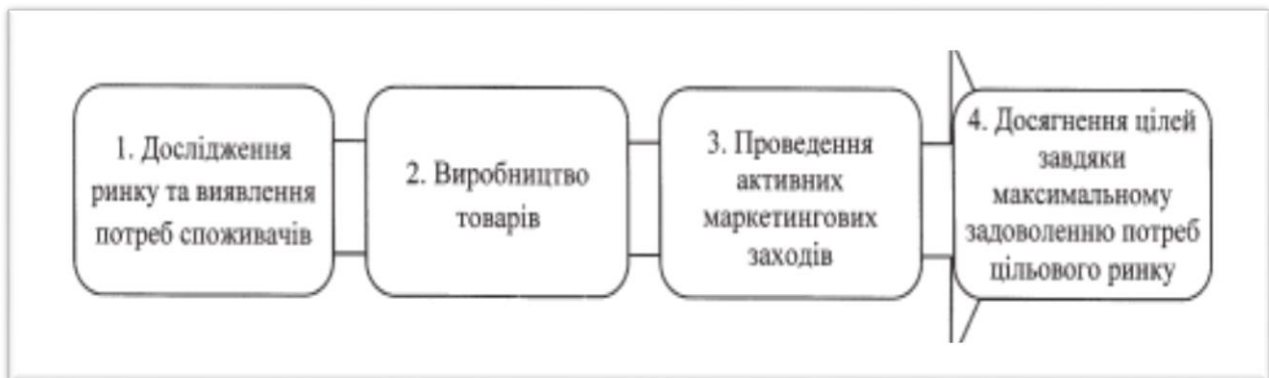 1. Дослідження
ринку та виявлення
потреб споживачів
2. Виробництво
товарів
3. Проведення
активних
маркетингових
заходів
4. Досягнення цілей
завдяки
максимальному
задоволенню потреб
цільового ринку